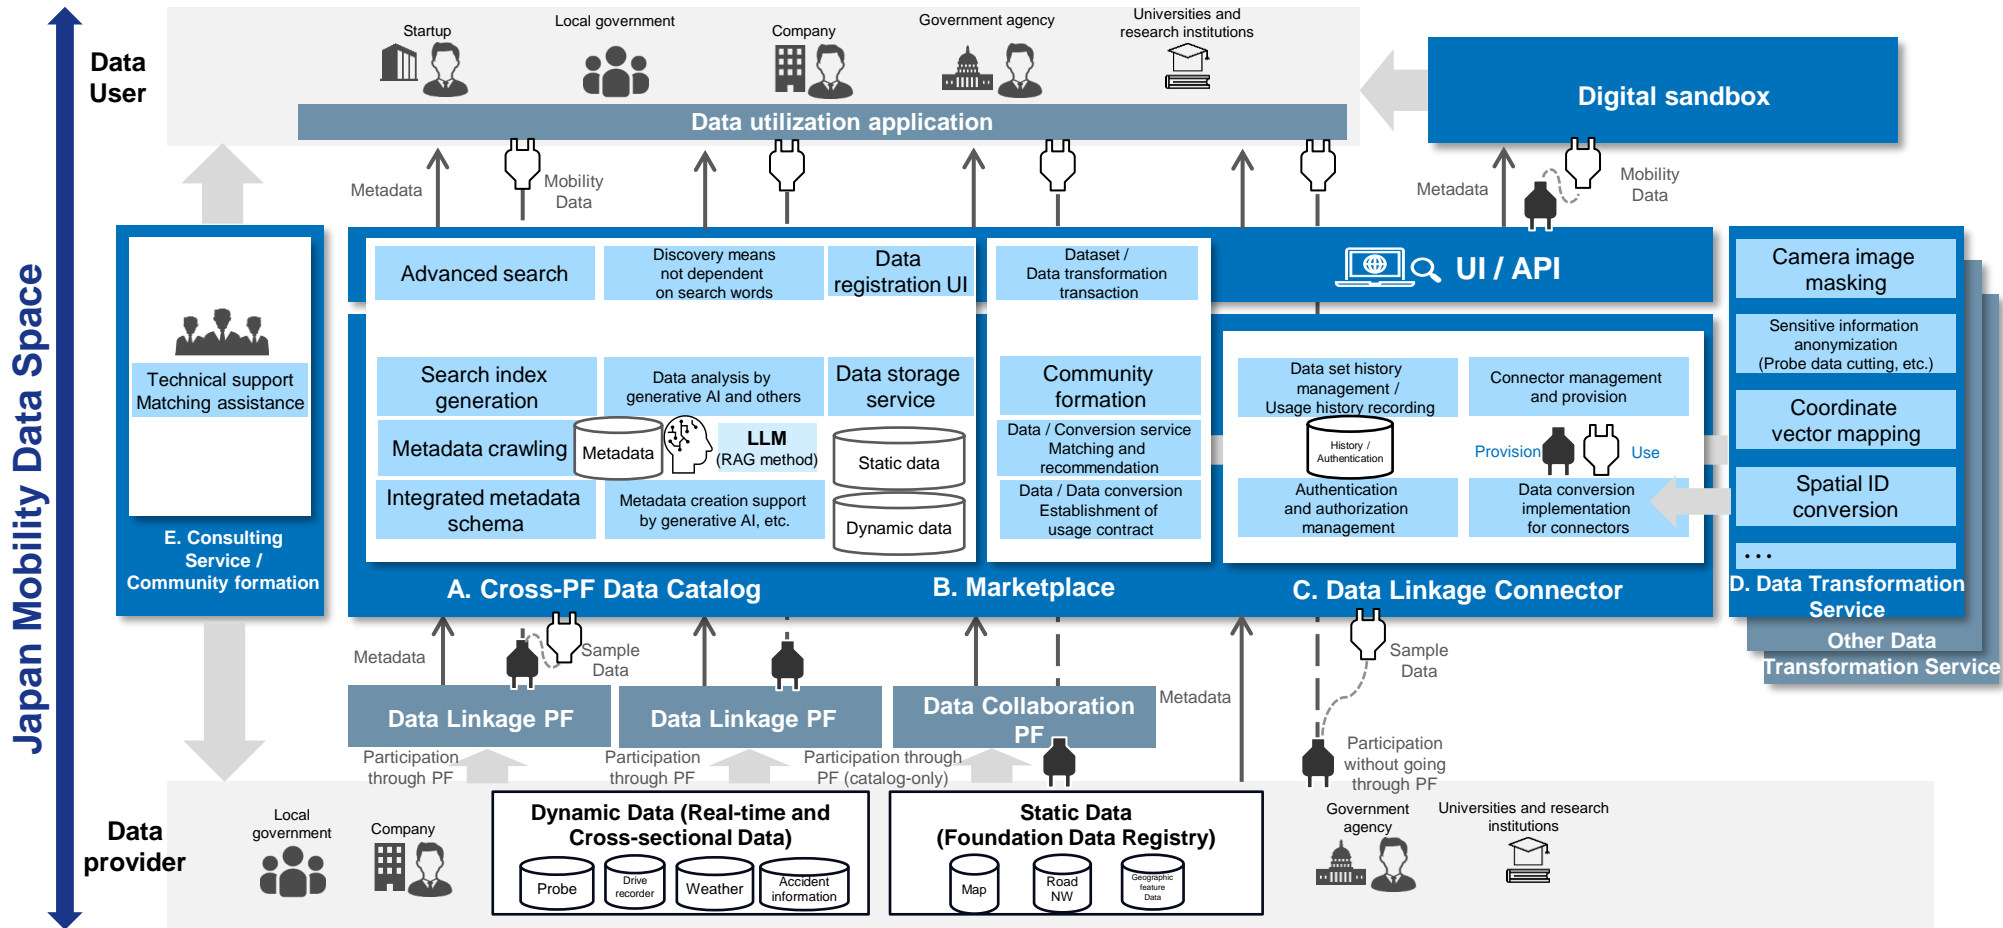 Japan Mobility Data Space
Data
User
Startup
Local government
Company
Government agency
Universities and
research institutions
Data utilization application
Digital sandbox
Metadata
Mobility
Data
Metadata
Mobility
Data
Technical support
Matching assistance
E. Consulting
Service /
Community formation
Advanced search
Discovery means
not dependent
on search words
Data
registration UI
Dataset /
Data transformation
transaction
UI / API
Search index
generation
Data analysis by
generative AI and others
Data storage
service
Community
formation
Data set history
management /
Usage history recording
Connector management
and provision
Metadata crawling
Metadata
LLM
(RAG method)
Static data
Data / Conversion service
Matching and
recommendation
History /
Authentication
Provision
Use
Integrated metadata
schema
Metadata creation support
by generative AI, etc.
Dynamic data
Data / Data conversion
Establishment of
usage contract
Authentication
and authorization
management
Data conversion
implementation
for connectors
A. Cross-PF Data Catalog
B. Marketplace
C. Data Linkage Connector
Camera image
masking
Sensitive information
anonymization
(Probe data cutting, etc.)
Coordinate
vector mapping
Spatial ID
conversion
• • •
D. Data Transformation
Service
Other Data
Transformation Service
Metadata
Sample
Data
Sample
Data
Metadata
Data Linkage PF
Data Linkage PF
Data Collaboration
PF
Participation
through PF
Participation
through PF
Participation through
PF (catalog-only)
Participation
without going
through PF
Data
provider
Local
government
Company
Dynamic Data (Real-time and
Cross-sectional Data)
Probe
Drive
recorder
Weather
Accident
information
Static Data
(Foundation Data Registry)
Map
Road
NW
Geographic
feature
Data
Government
agency
Universities and research
institutions